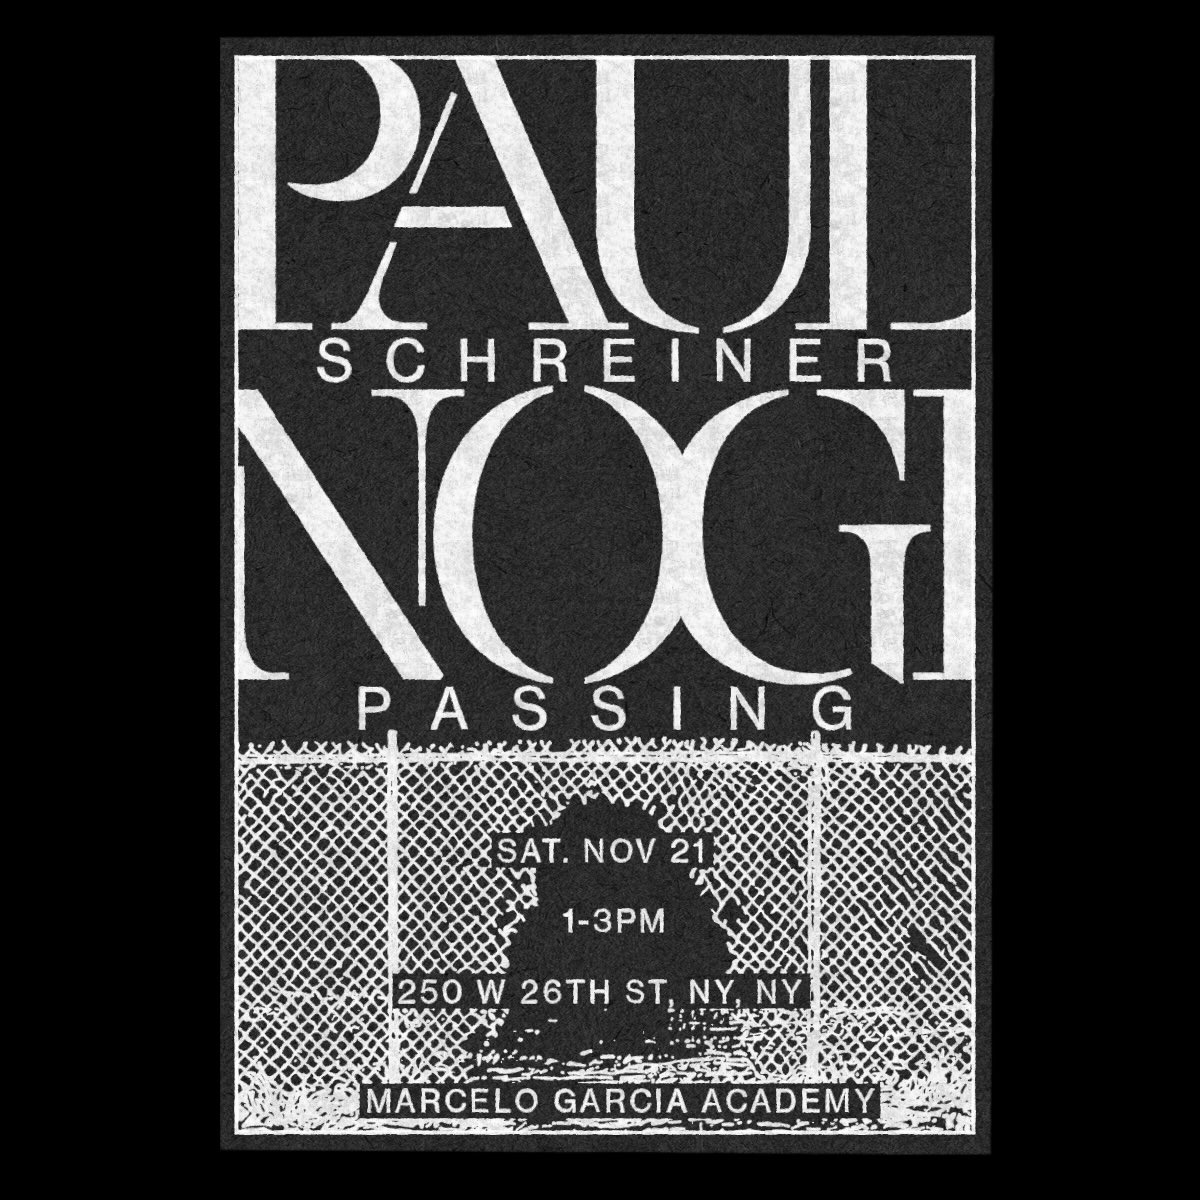 PAUL
SCHREINER
NOGI
PASSING
SAT. NOV 21
1-3PM
250 W 26TH ST, NY, NY
MARCELO GARCIA ACADEMY